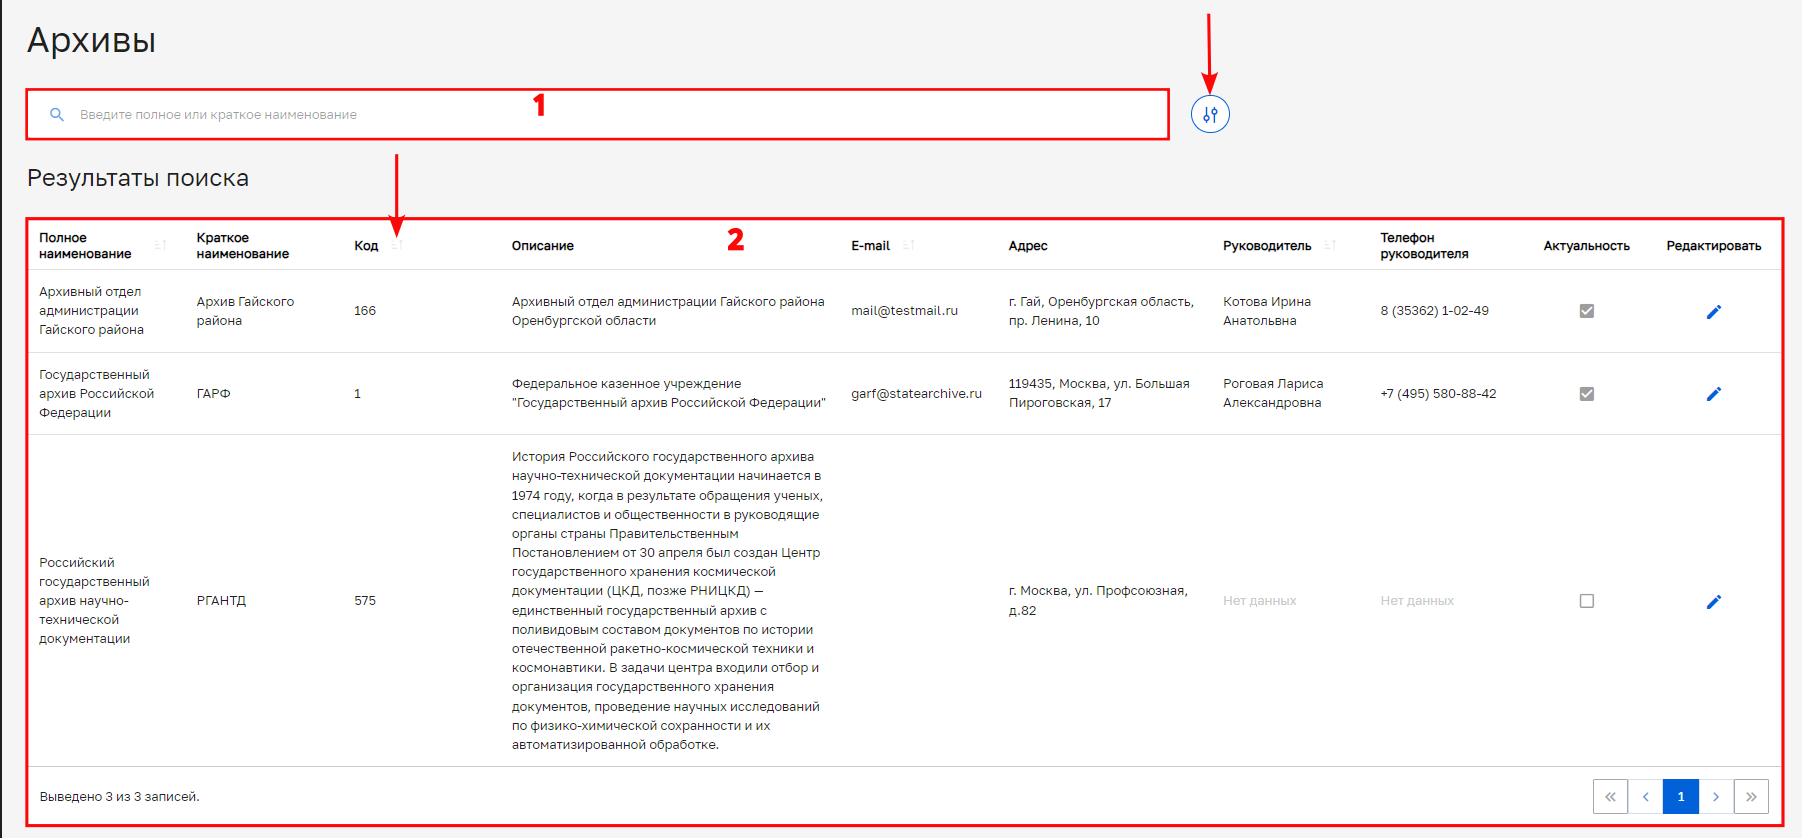 Архивы
Введите полное или краткое наименование
1
Результаты поиска
Полное наименование
Краткое наименование
Код
Описание
2
E-mail
Адрес
Руководитель
Телефон руководителя
Актуальность
Редактировать
Архивный отдел
администрации
Гайского района
Архив Гайского
района
166
Архивный отдел администрации Гайского района
Оренбургской области
mail@testmail.ru
г. Гай, Оренбургская область,
пр. Ленина, 10
Котова Ирина
Анатольвна
8 (35362) 1-02-49
Государственный
архив Российской
Федерации
ГАРФ
1
Федеральное казенное учреждение
"Государственный архив Российской Федерации"
garf@statearchive.ru
119435, Москва, ул. Большая
Пироговская, 17
Роговая Лариса
Александровна
+7 (495) 580-88-42
Российский
государственный
архив научно-
технической
документации
РГАНТД
575
История Российского государственного архива
научно-технической документации начинается в
1974 году, когда в результате обращения ученых,
специалистов и общественности в руководящие
органы страны Правительственным
Постановлением от 30 апреля был создан Центр
государственного хранения космической
документации (ЦКД, позже РНИЦКД) —
единственный государственный архив с
поливидовым составом документов по истории
отечественной ракетно-космической техники и
космонавтики. В задачи центра входили отбор и
организация государственного хранения
документов, проведение научных исследований
по физико-химической сохранности и их
автоматизированной обработке.
г. Москва, ул. Профсоюзная,
д.82
Нет данных
Нет данных
Выведено 3 из 3 записей.
« ‹ 1 › »